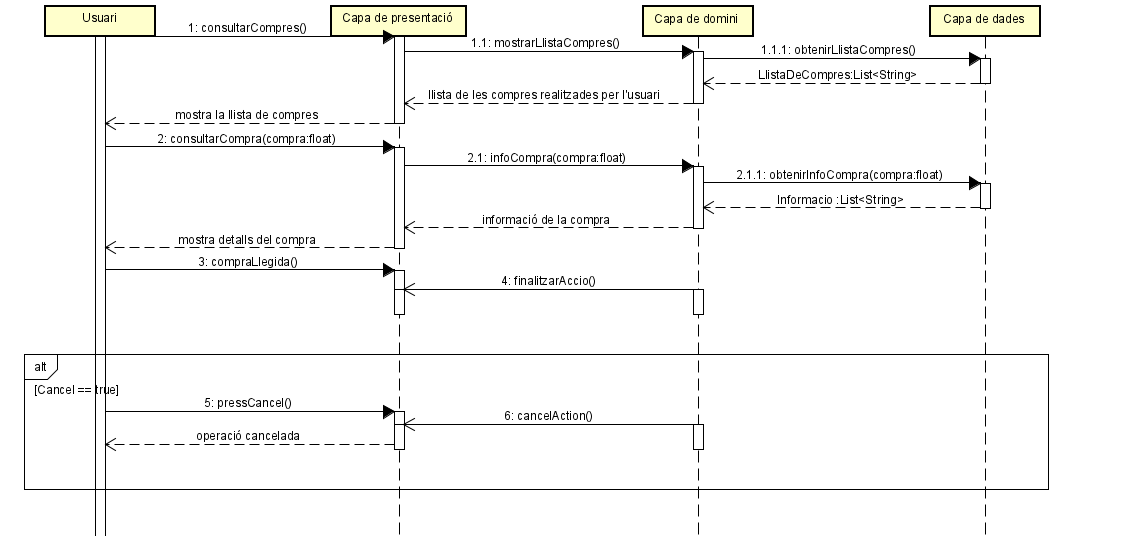 Usuari
Capa de presentació
Capa de domini
Capa de dades
1: consultarCompres()
1.1: mostrarLlistaCompres()
1.1.1: obtenirLlistaCompres()
LlistaDeCompres:List<String>
llista de les compres realitzades per l'usuari
mostra la llista de compres
2: consultarCompra(compra:float)
2.1: infoCompra(compra:float)
2.1.1: obtenirInfoCompra(compra:float)
Informacio :List<String>
informació de la compra
mostra detalls del compra
3: compraLlegida()
4: finalitzarAccio()
alt
[Cancel == true]
5: pressCancel()
6: cancelAction()
operació cancelada